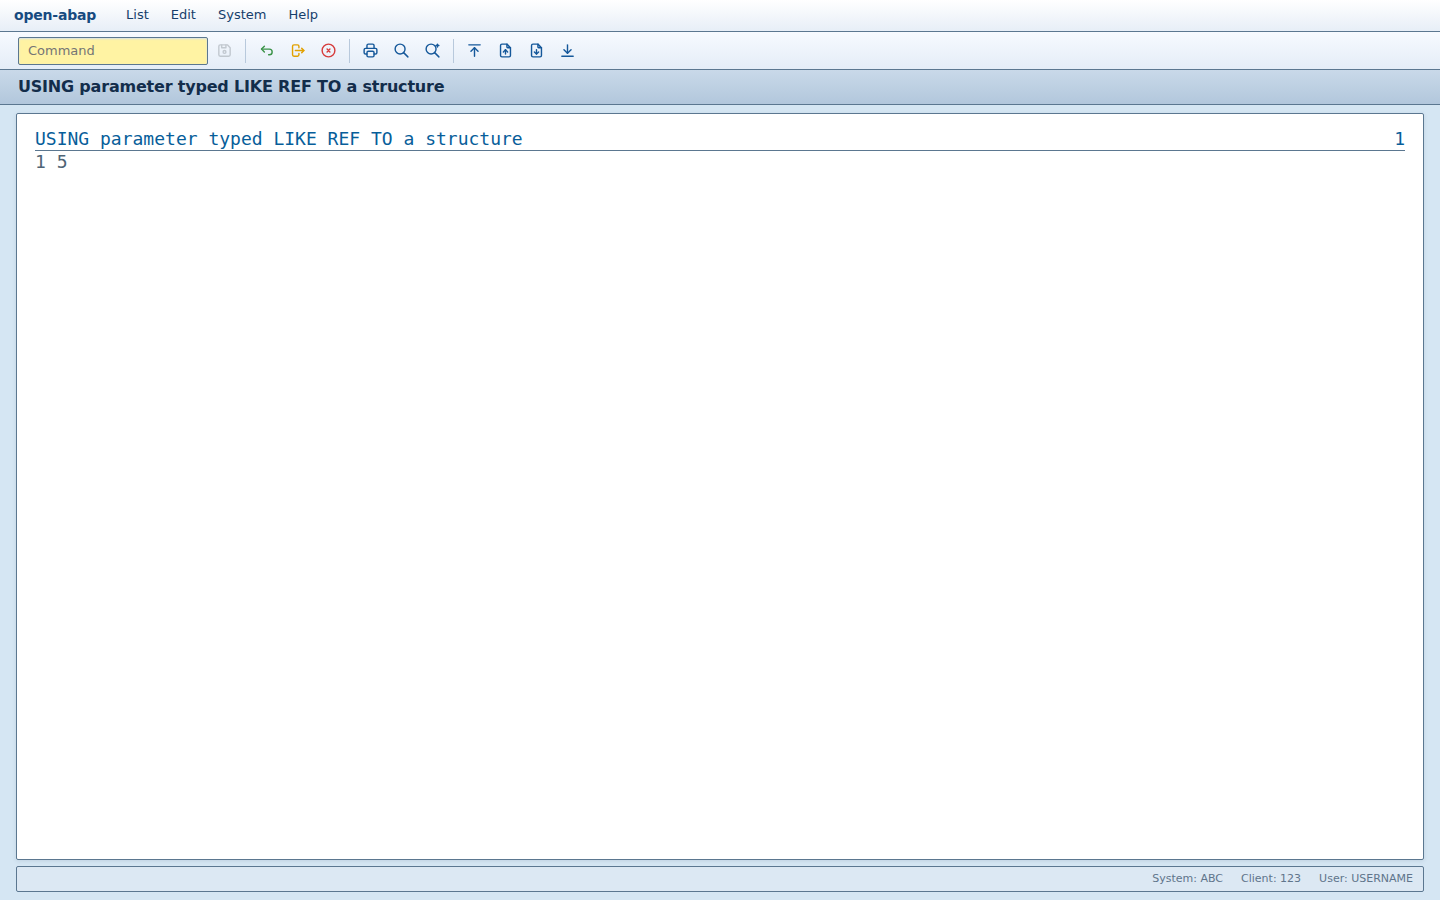 open-abap List Edit System Help
Command
USING parameter typed LIKE REF TO a structure
USING parameter typed LIKE REF TO a structure 1
1 5
System: ABC Client: 123 User: USERNAME